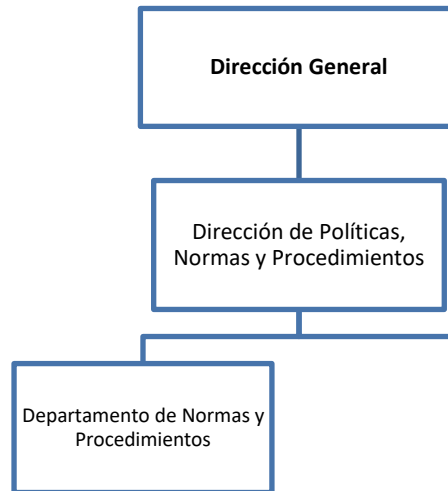 Dirección General
Dirección de Políticas,
Normas y Procedimientos
Departamento de Normas y
Procedimientos